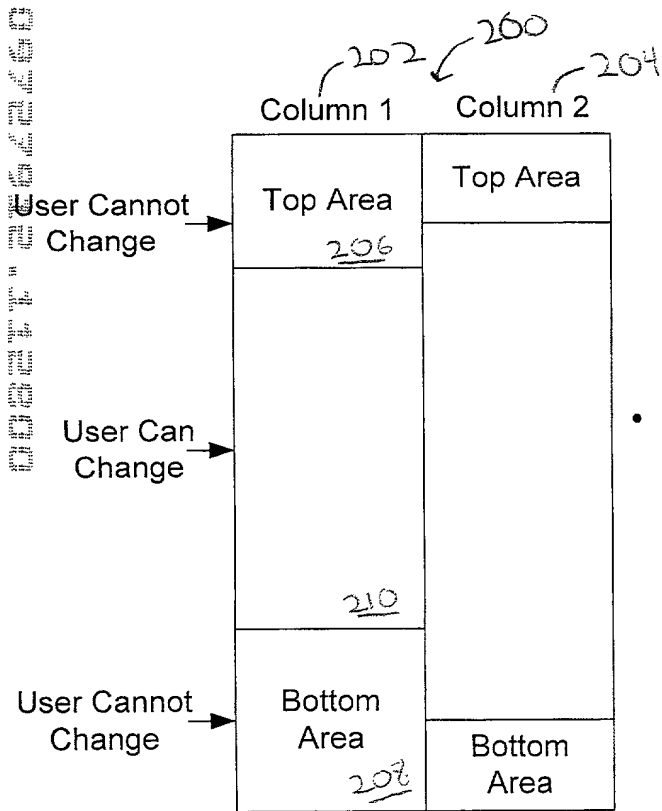 200
202
204
Column 1
Column 2
Top Area
Top Area
User Cannot
Change
206
User Can
Change
210
User Cannot
Change
Bottom
Area
Bottom
Area
208